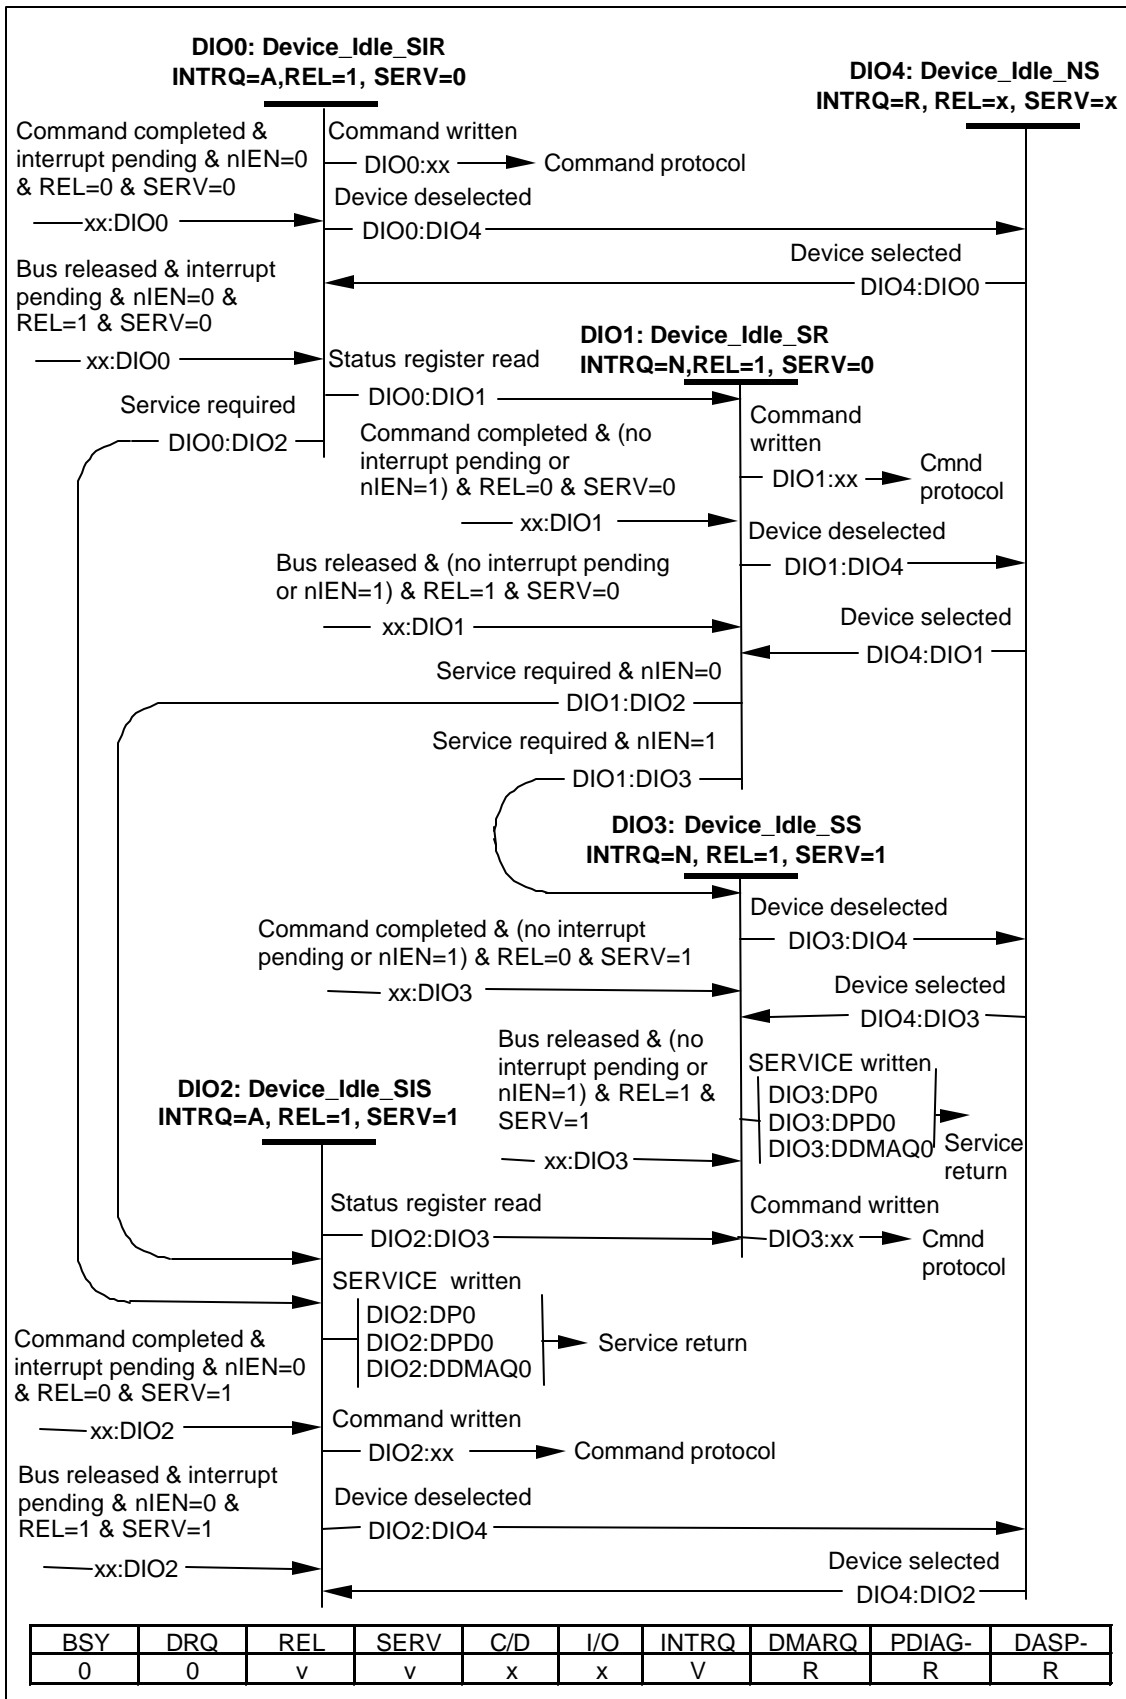 DIO0: Device_Idle_SIR
INTRQ=A,REL=1, SERV=0
DIO4: Device_Idle_NS
INTRQ=R, REL=x, SERV=x
Command completed &
interrupt pending & nIEN=0
& REL=0 & SERV=0
xx:DIO0
Command written
DIO0:xx
Command protocol
Device deselected
DIO0:DIO4
Device selected
DIO4:DIO0
Bus released & interrupt
pending & nIEN=0 &
REL=1 & SERV=0
xx:DIO0
DIO1: Device_Idle_SR
INTRQ=N,REL=1, SERV=0
Status register read
DIO0:DIO1
Service required
DIO0:DIO2
Command
written
DIO1:xx
Cmnd
protocol
Command completed & (no
interrupt pending or
nIEN=1) & REL=0 & SERV=0
xx:DIO1
Device deselected
DIO1:DIO4
Bus released & (no interrupt pending
or nIEN=1) & REL=1 & SERV=0
xx:DIO1
Device selected
DIO4:DIO1
Service required & nIEN=0
DIO1:DIO2
Service required & nIEN=1
DIO1:DIO3
DIO3: Device_Idle_SS
INTRQ=N, REL=1, SERV=1
Device deselected
DIO3:DIO4
Command completed & (no interrupt
pending or nIEN=1) & REL=0 & SERV=1
xx:DIO3
Device selected
DIO4:DIO3
Bus released & (no
interrupt pending or
nIEN=1) & REL=1 &
SERV=1
xx:DIO3
SERVICE written
DIO3:DP0
DIO3:DPD0
DIO3:DDMAQ0
Service
return
DIO2: Device_Idle_SIS
INTRQ=A, REL=1, SERV=1
Status register read
DIO2:DIO3
Command written
DIO3:xx
Cmnd
protocol
SERVICE written
DIO2:DP0
DIO2:DPD0
DIO2:DDMAQ0
Service return
Command completed &
interrupt pending & nIEN=0
& REL=0 & SERV=1
xx:DIO2
Command written
DIO2:xx
Command protocol
Bus released & interrupt
pending & nIEN=0 &
REL=1 & SERV=1
xx:DIO2
Device deselected
DIO2:DIO4
Device selected
DIO4:DIO2
BSY DRQ REL SERV C/D I/O INTRQ DMARQ PDIAG- DASP-
0 0 v v x x V R R R